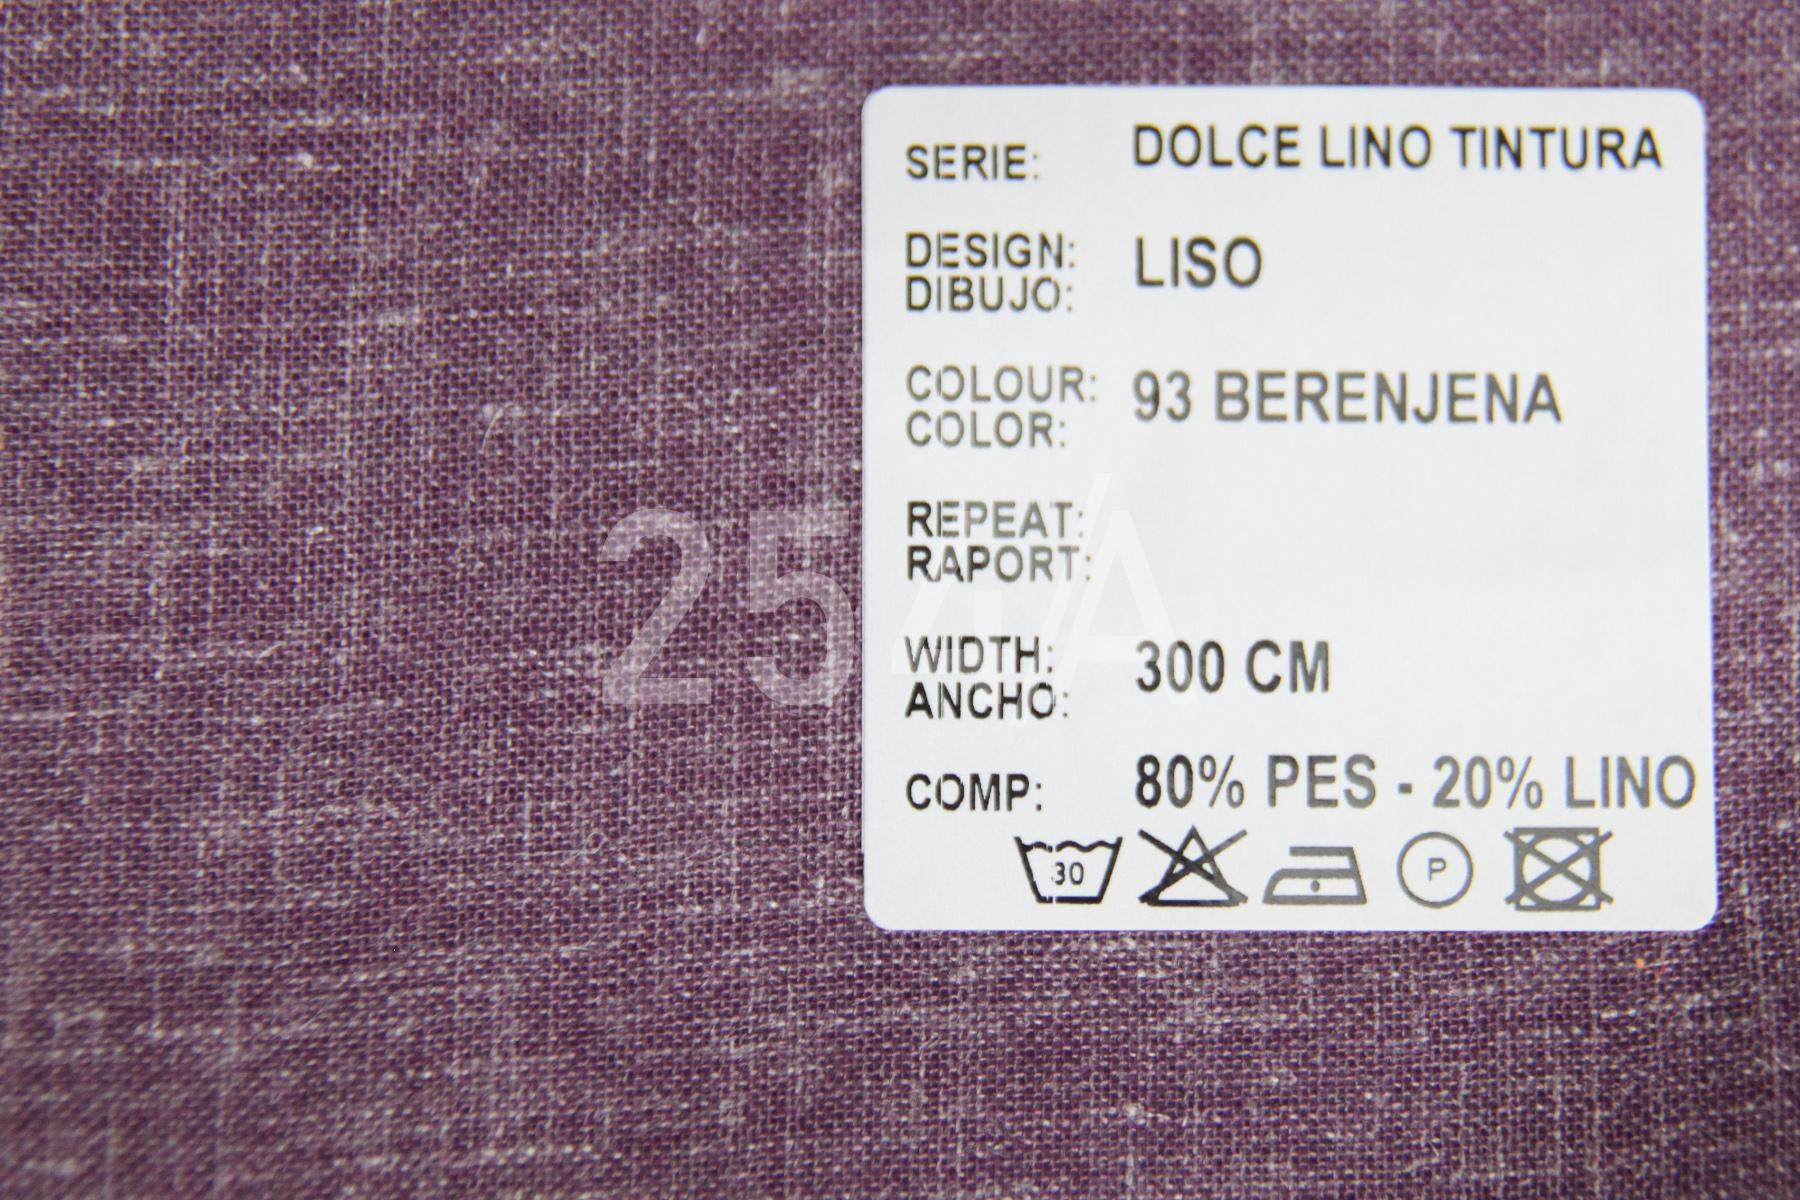 SERIE: DOLCE LINO TINTURA
DESIGN: LISO
DIBUJO:
COLOUR: 93 BERENJENA
COLOR:
REPEAT:
RAPORT:
WIDTH: 300 CM
ANCHO:
COMP: 80% PES - 20% LINO
30 P
254/A